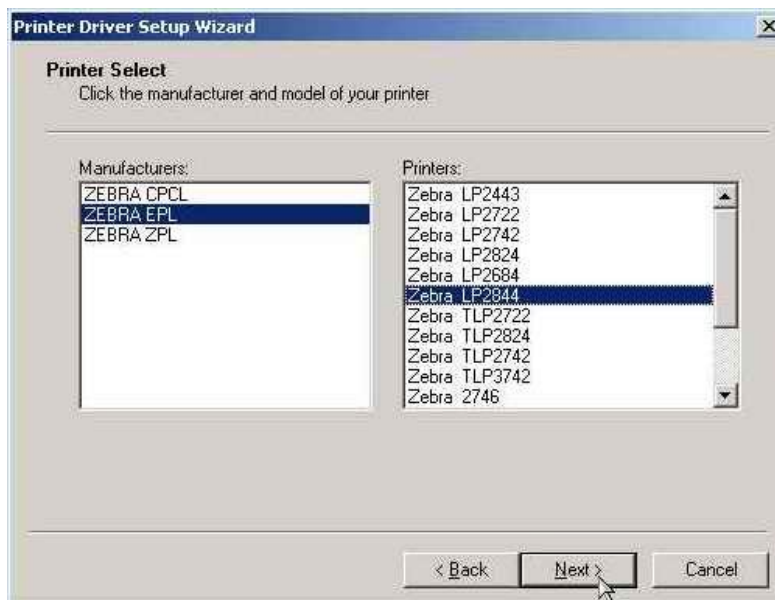 Printer Driver Setup Wizard
Printer Select
Click the manufacturer and model of your printer
Manufacturers:
ZEBRA CPCL
ZEBRA EPL
ZEBRA ZPL
Printers:
Zebra LP2443
Zebra LP2722
Zebra LP2742
Zebra LP2824
Zebra LP2684
Zebra LP2844
Zebra TLP2722
Zebra TLP2824
Zebra TLP2742
Zebra TLP3742
Zebra 2746
< Back
Next >
Cancel